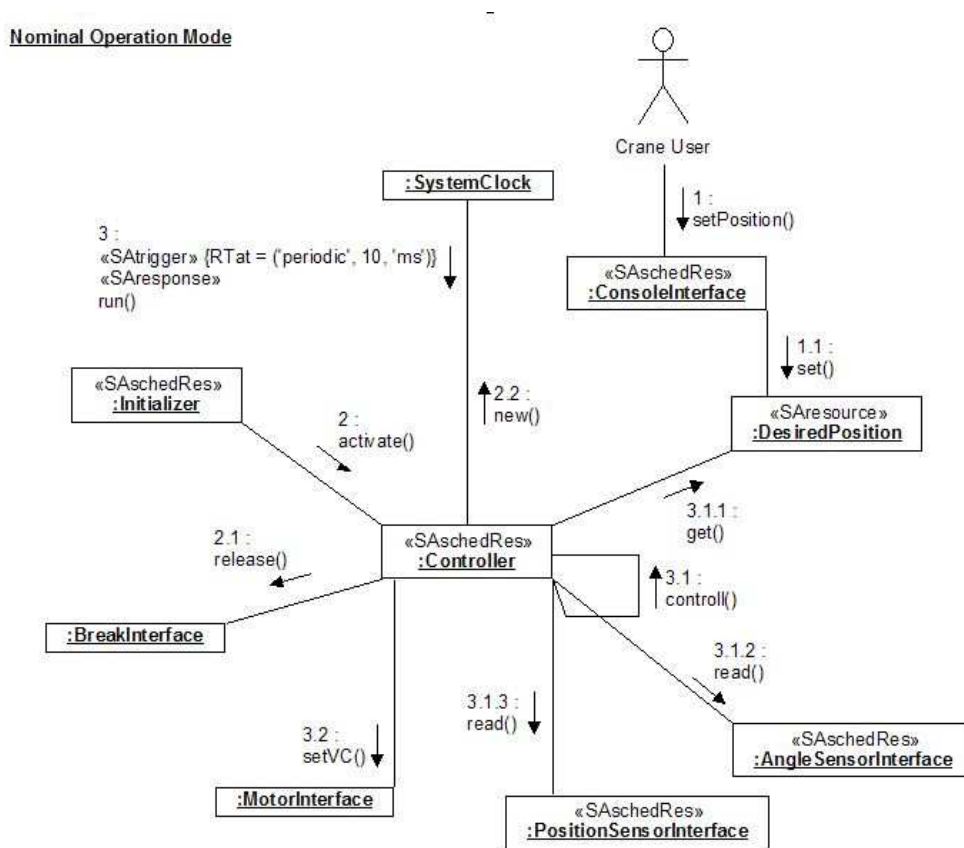 Nominal Operation Mode
Crane User
:SystemClock
1 :
setPosition()
3 :
«SAtrigger» {RTat = ('periodic', 10, 'ms')}
«SAresponse»
run()
«SAschedRes»
:ConsoleInterface
1.1 :
set()
«SAschedRes»
:Initializer
2.2 :
new()
«SAresource»
:DesiredPosition
2 :
activate()
3.1.1 :
get()
2.1 :
release()
«SAschedRes»
:Controller
3.1 :
controll()
:BreakInterface
3.1.2 :
read()
3.1.3 :
read()
3.2 :
setVC()
«SAschedRes»
:AngleSensorInterface
:MotorInterface
«SAschedRes»
:PositionSensorInterface